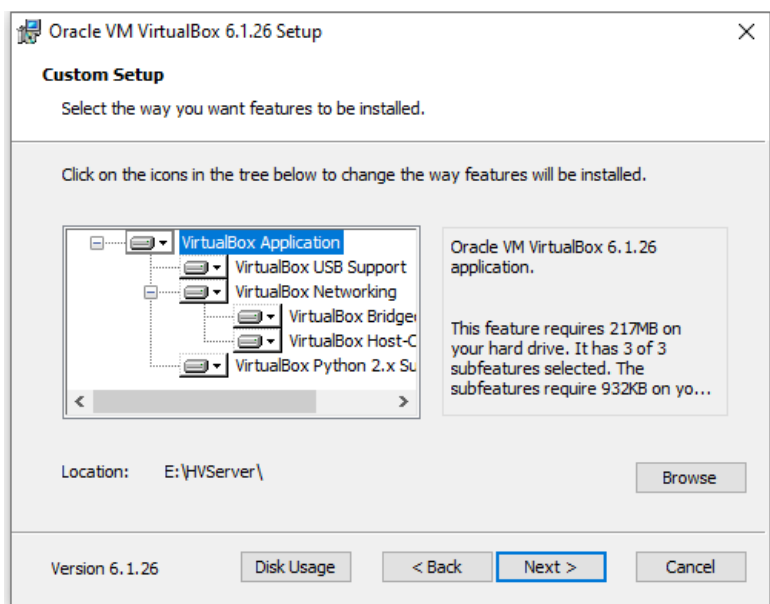 Oracle VM VirtualBox 6.1.26 Setup
Custom Setup
Select the way you want features to be installed.
Click on the icons in the tree below to change the way features will be installed.
VirtualBox Application
VirtualBox USB Support
VirtualBox Networking
VirtualBox Bridge
VirtualBox Host-
VirtualBox Python 2.x Su
Oracle VM VirtualBox 6.1.26
application.
This feature requires 217MB on
your hard drive. It has 3 of 3
subfeatures selected. The
subfeatures require 932KB on yo...
Location: E:\HVServer\
Browse
Version 6.1.26
Disk Usage
< Back
Next >
Cancel